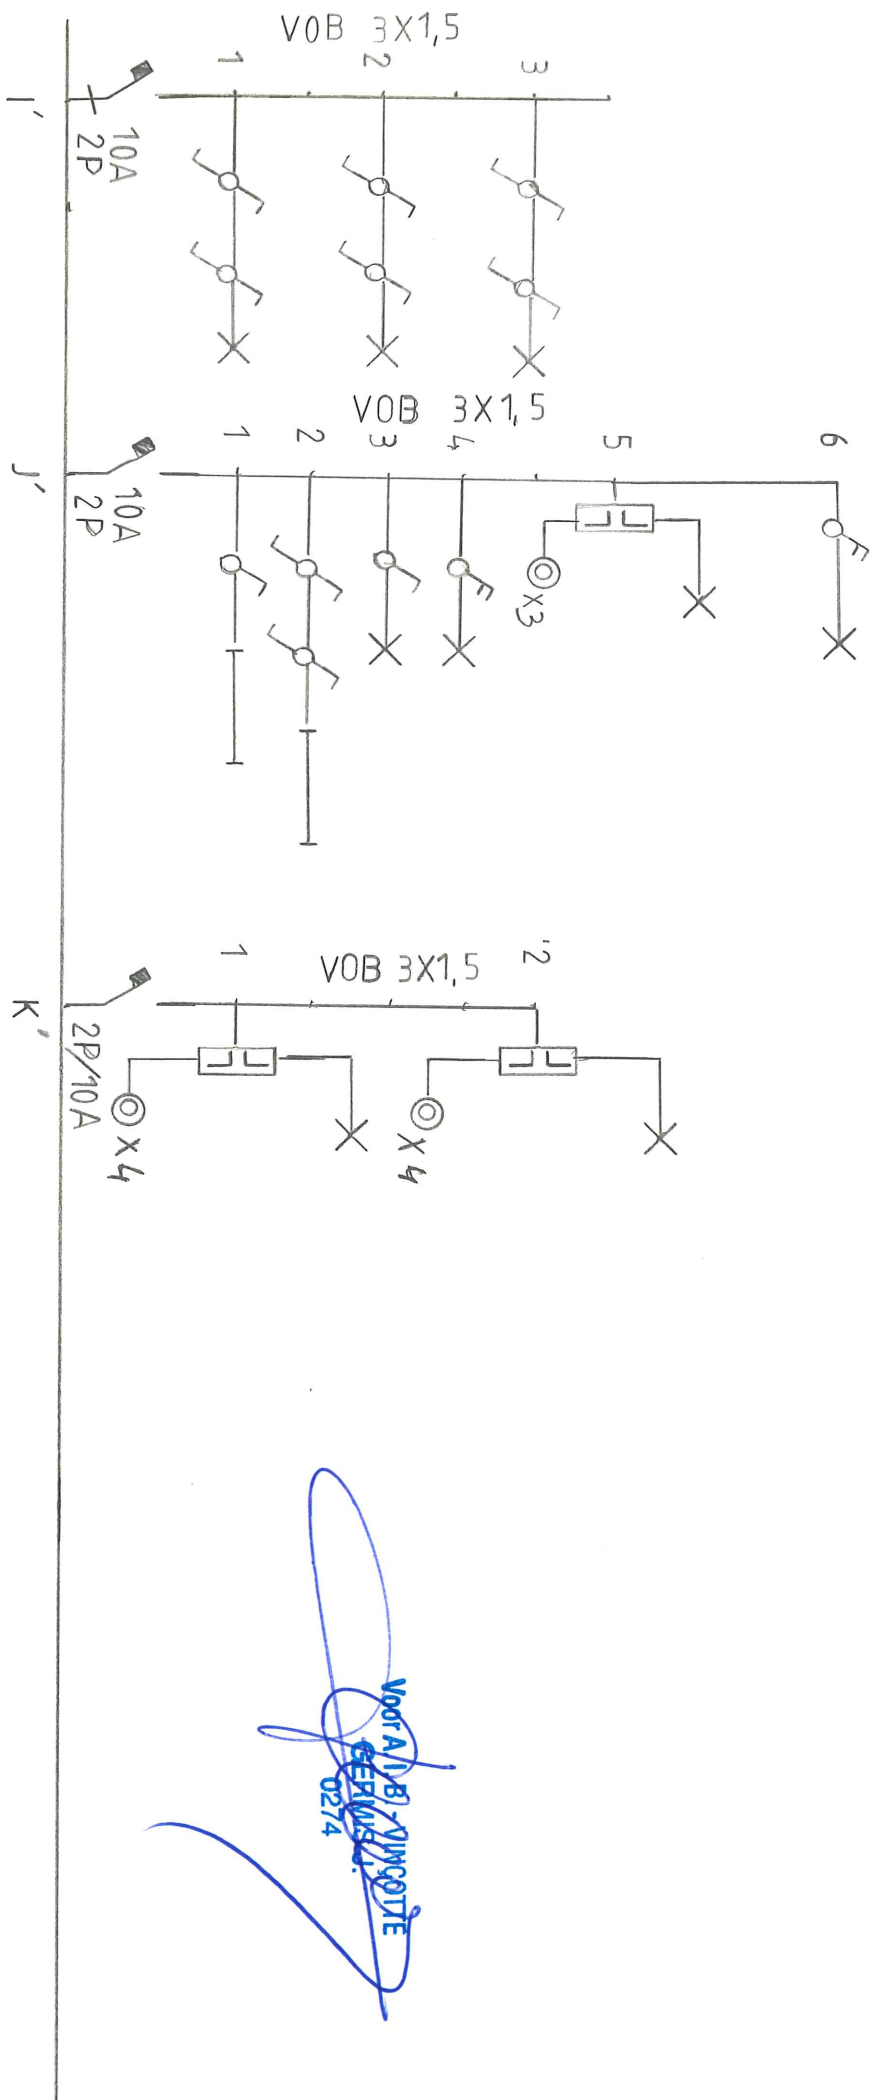 VOB 3X1,5
1
2
3
I'
10A
2P
VOB 3X1,5
1
2
3
4
5
6
J'
10A
2P
X3
VOB 3X1,5
1
2
K'
2P/10A
X4
X4
Voor A.I.B.-VINÇOTTE
GERMIS J.
0274